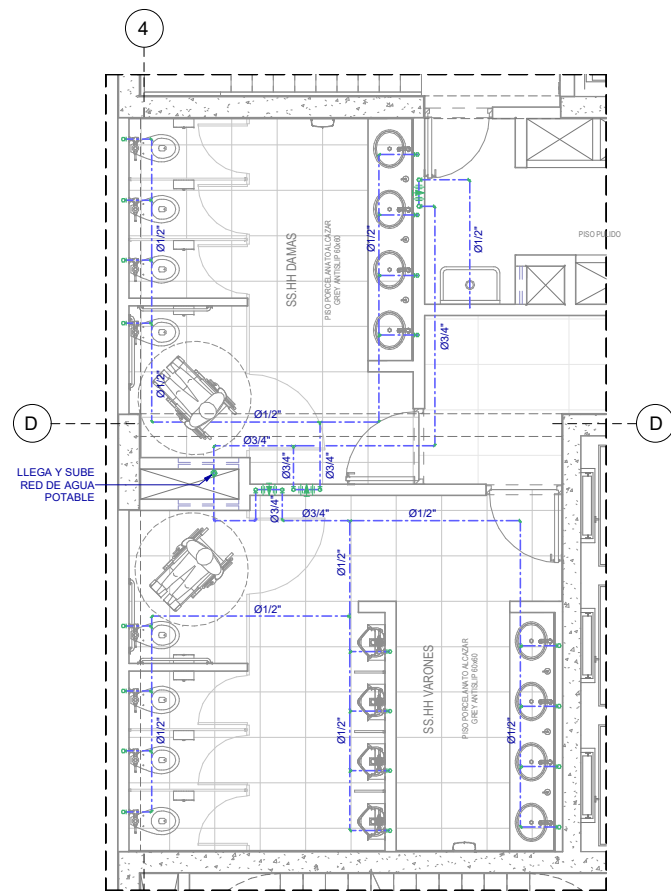 4
SS.HH DAMAS
PISO PORCELANATO ALCAZAR
GREY ANTISLIP 60x60
Ø1/2"
Ø1/2"
Ø1/2"
PISO PULIDO
Ø3/4"
Ø1/2"
Ø1/2"
D
D
Ø3/4"
Ø3/4"
Ø3/4"
LLEGA Y SUBE
RED DE AGUA
POTABLE
Ø3/4"
Ø3/4"
Ø1/2"
Ø1/2"
Ø1/2"
SS.HH VARONES
PISO PORCELANATO ALCAZAR
GREY ANTISLIP 60x60
Ø1/2"
Ø1/2"
Ø1/2"